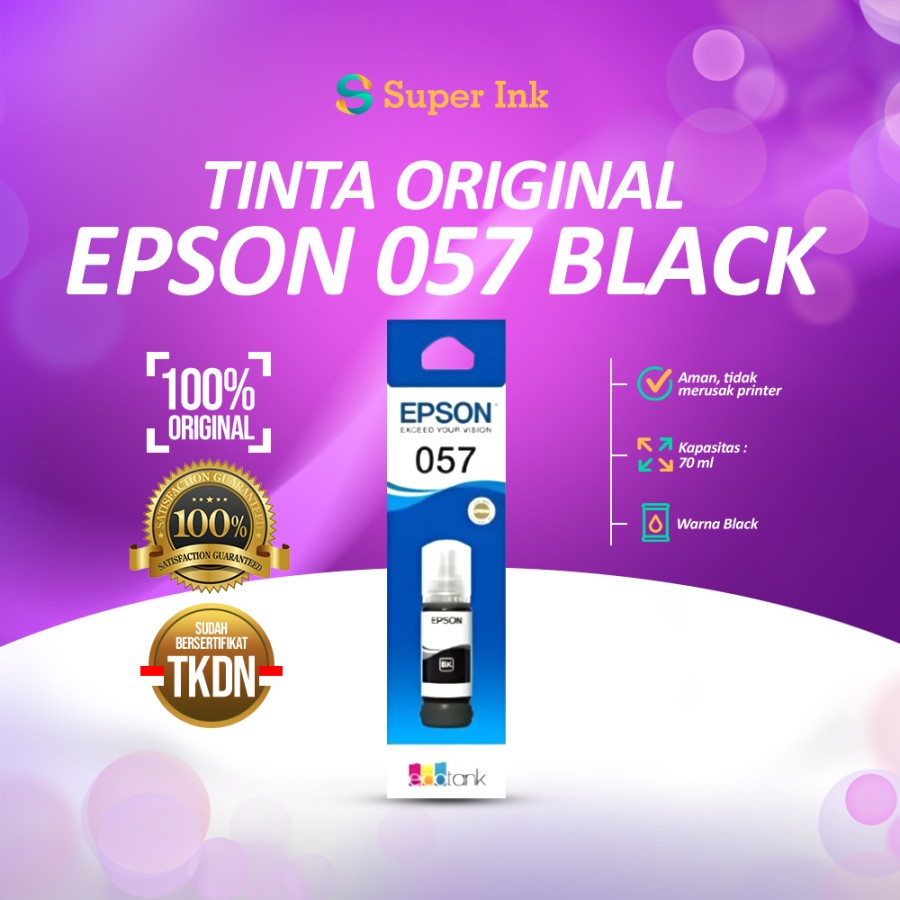 Super Ink
TINTA ORIGINAL
EPSON 057 BLACK
100%
ORIGINAL
SATISFACTION GUARANTEED
100%
SATISFACTION GUARANTEED
SUDAH
BERSERTIFIKAT
TKDN
EPSON
EXCEED YOUR VISION
057
EPSON
BK
ecotank
Aman, tidak
merusak printer
Kapasitas :
70 ml
Warna Black